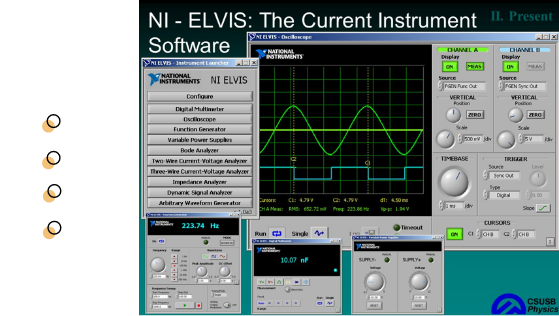 NI - ELVIS: The Current Instrument
Software
II. Present
NI ELVIS - Oscilloscope
NATIONAL
INSTRUMENTS
CHANNEL A
CHANNEL B
Display
Display
ON
MEAS
ON
MEAS
Source
Source
FGEN Func Out
FGEN Sync Out
VERTICAL
VERTICAL
Position
Position
ZERO
ZERO
Scale
Scale
500 mV /div
5 V /div
TIMEBASE
TRIGGER
Source
Level
Sync Out
Type
Digital
0.00
1 ms /div
Slope
CURSORS
ON
C1
CH B
C2
CH B
C2
C1
Cursors:
C1: 4.79 V
C2: 4.79 V
dT: 4.50 ms
CH A Meas:
RMS: 652.72 mV
Freq: 223.86 Hz
Vp-p: 1.94 V
Run
Single
Timeout
NI ELVIS - Instrument Launcher
NATIONAL
INSTRUMENTS
NI ELVIS
Configure
Digital Multimeter
Oscilloscope
Function Generator
Variable Power Supplies
Bode Analyzer
Two-Wire Current-Voltage Analyzer
Three-Wire Current-Voltage Analyzer
Impedance Analyzer
Dynamic Signal Analyzer
Arbitrary Waveform Generator
223.74 Hz
10.07 nF
SUPPLY-
SUPPLY+
Voltage
Voltage
CSUSB
Physics